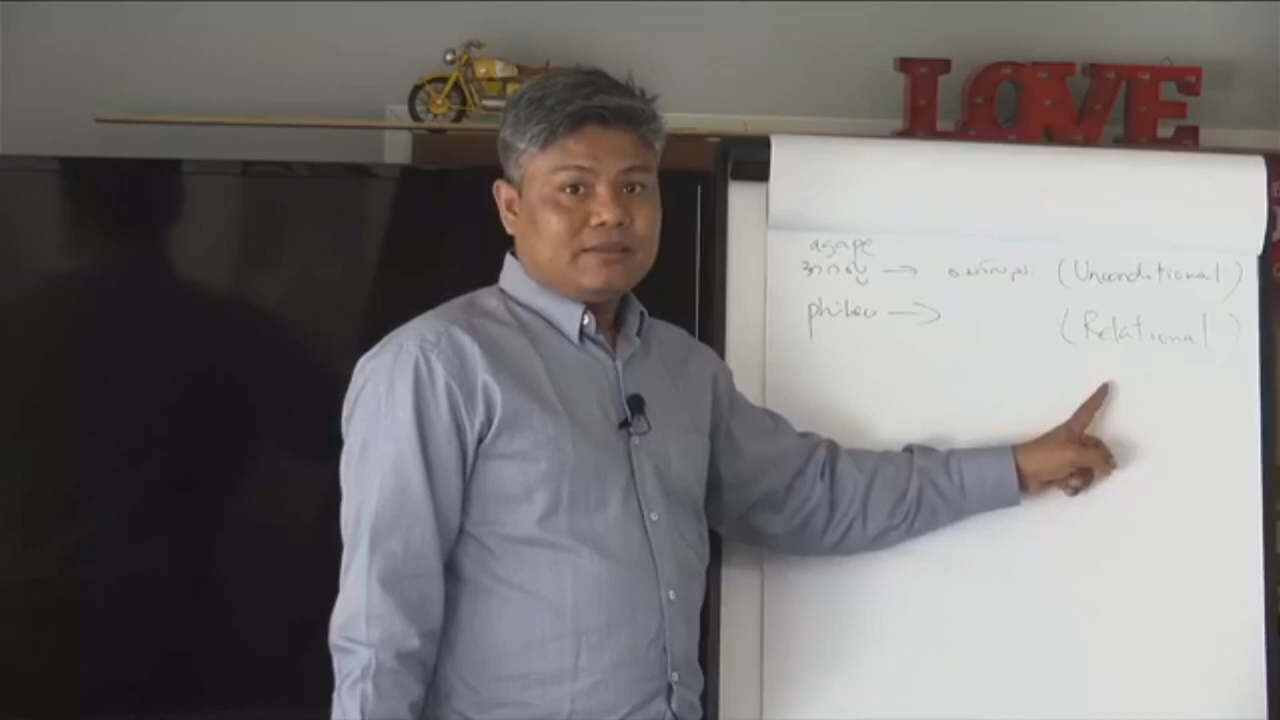 LOVE
agape
→ (Unconditional)
phileo →
(Relational)